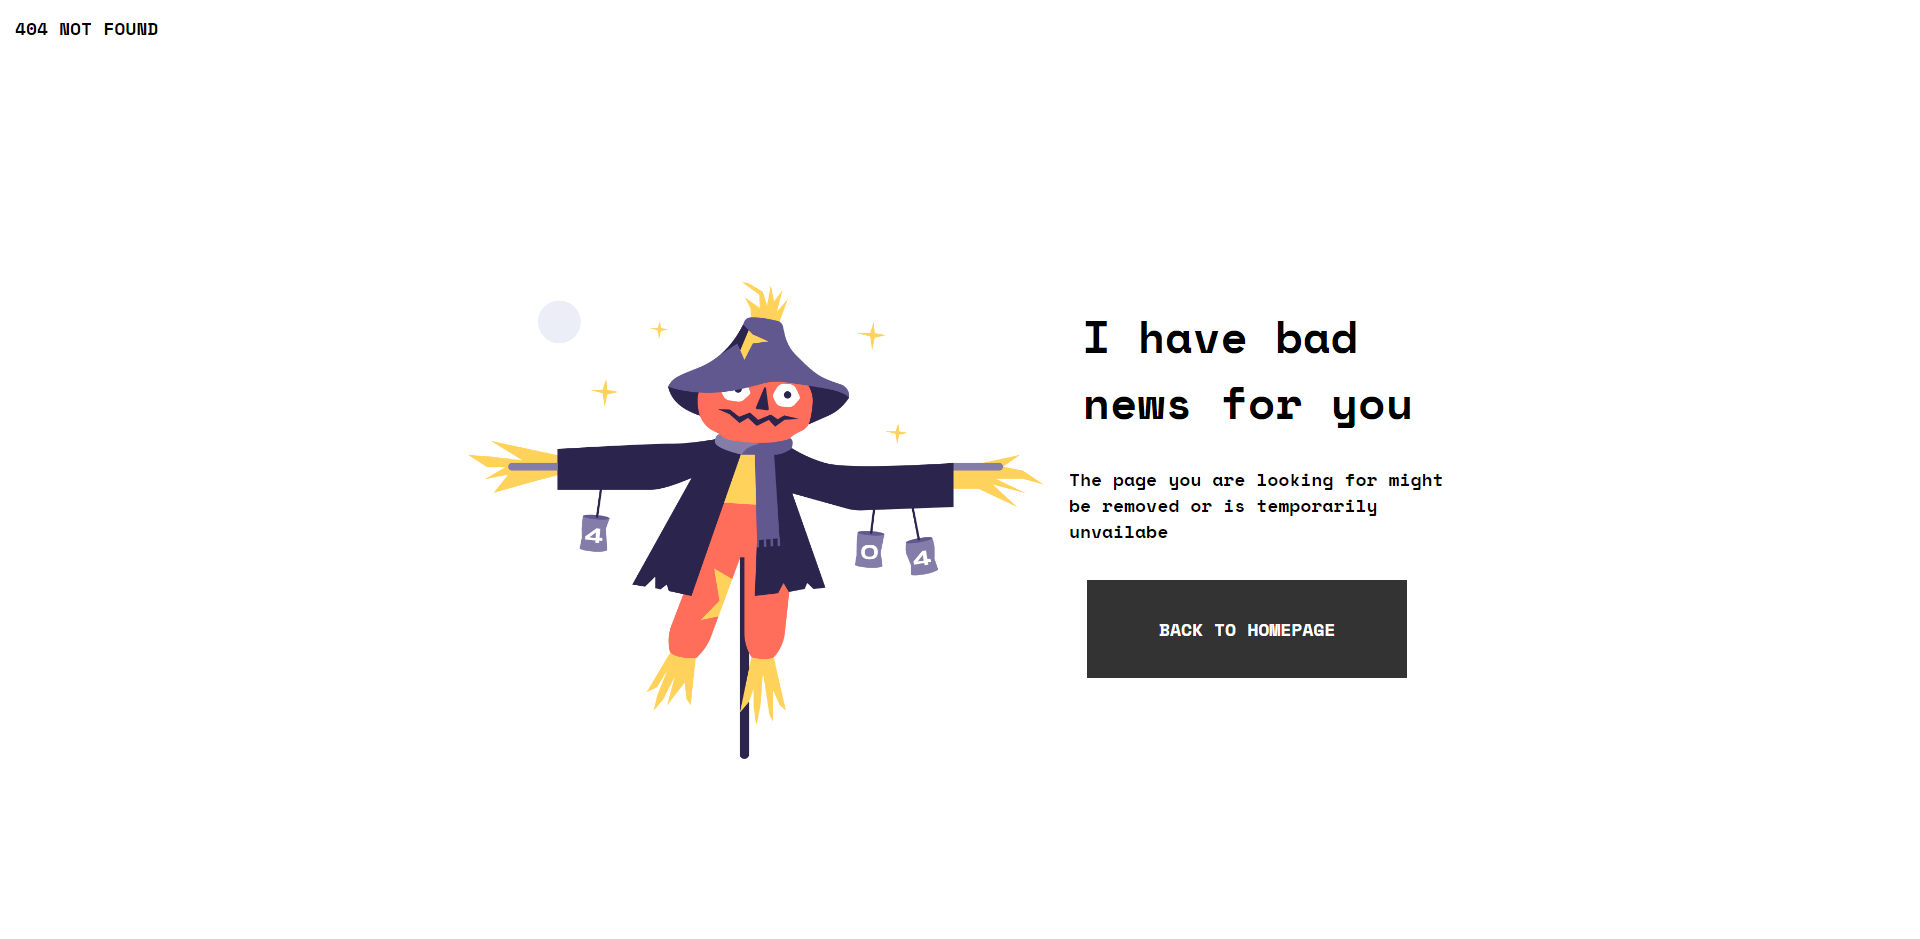 404 NOT FOUND
I have bad
news for you
The page you are looking for might
be removed or is temporarily
unvailabe
BACK TO HOMEPAGE
4
0
4